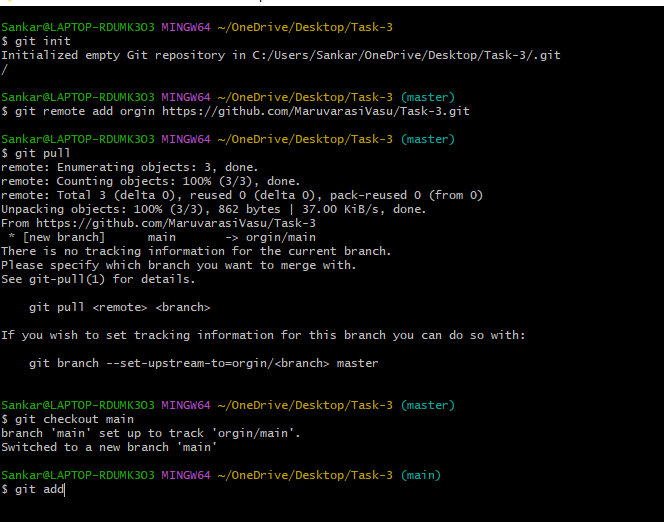 Sankar@LAPTOP-RDUMK3O3 MINGW64 ~/OneDrive/Desktop/Task-3
$ git init
Initialized empty Git repository in C:/Users/Sankar/OneDrive/Desktop/Task-3/.git
/
Sankar@LAPTOP-RDUMK3O3 MINGW64 ~/OneDrive/Desktop/Task-3 (master)
$ git remote add orgin https://github.com/MaruvarasiVasu/Task-3.git
Sankar@LAPTOP-RDUMK3O3 MINGW64 ~/OneDrive/Desktop/Task-3 (master)
$ git pull
remote: Enumerating objects: 3, done.
remote: Counting objects: 100% (3/3), done.
remote: Total 3 (delta 0), reused 0 (delta 0), pack-reused 0 (from 0)
Unpacking objects: 100% (3/3), 862 bytes | 37.00 KiB/s, done.
From https://github.com/MaruvarasiVasu/Task-3
 * [new branch]      main       -> orgin/main
There is no tracking information for the current branch.
Please specify which branch you want to merge with.
See git-pull(1) for details.
    git pull <remote> <branch>
If you wish to set tracking information for this branch you can do so with:
    git branch --set-upstream-to=orgin/<branch> master
Sankar@LAPTOP-RDUMK3O3 MINGW64 ~/OneDrive/Desktop/Task-3 (master)
$ git checkout main
branch 'main' set up to track 'orgin/main'.
Switched to a new branch 'main'
Sankar@LAPTOP-RDUMK3O3 MINGW64 ~/OneDrive/Desktop/Task-3 (main)
$ git add